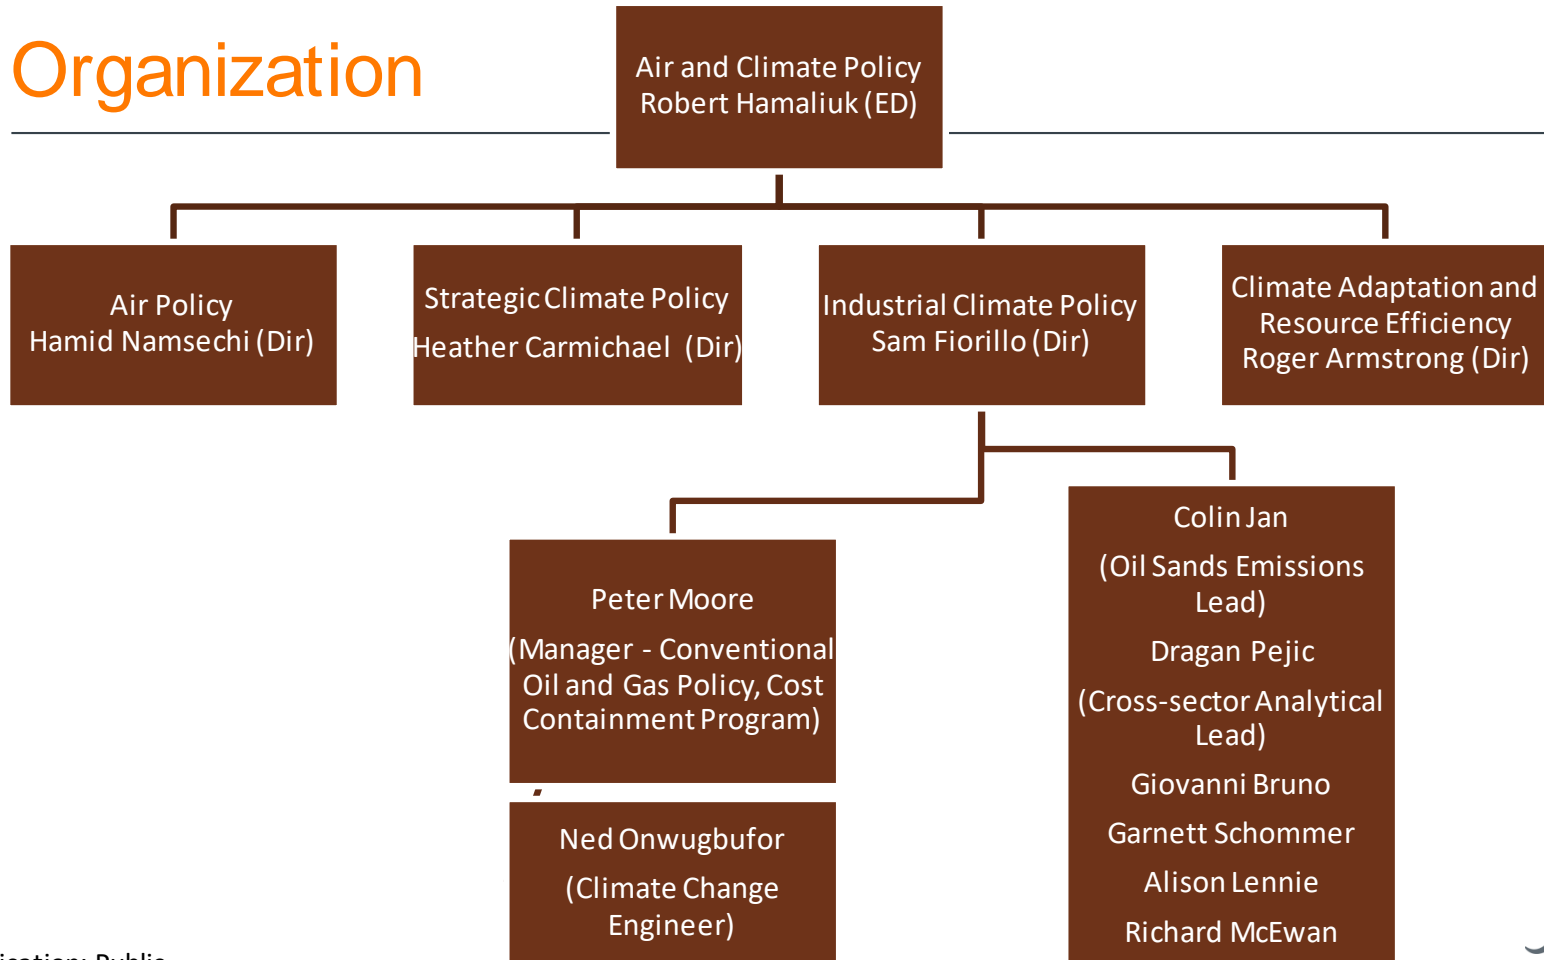 Organization
Air and Climate Policy
Robert Hamaliuk (ED)
Air Policy
Hamid Namsechi (Dir)
Strategic Climate Policy
Heather Carmichael (Dir)
Industrial Climate Policy
Sam Fiorillo (Dir)
Climate Adaptation and
Resource Efficiency
Roger Armstrong (Dir)
Peter Moore
(Manager - Conventional
Oil and Gas Policy, Cost
Containment Program)
Ned Onwugbufor
(Climate Change
Engineer)
Colin Jan
(Oil Sands Emissions
Lead)
Dragan Pejic
(Cross-sector Analytical
Lead)
Giovanni Bruno
Garnett Schommer
Alison Lennie
Richard McEwan